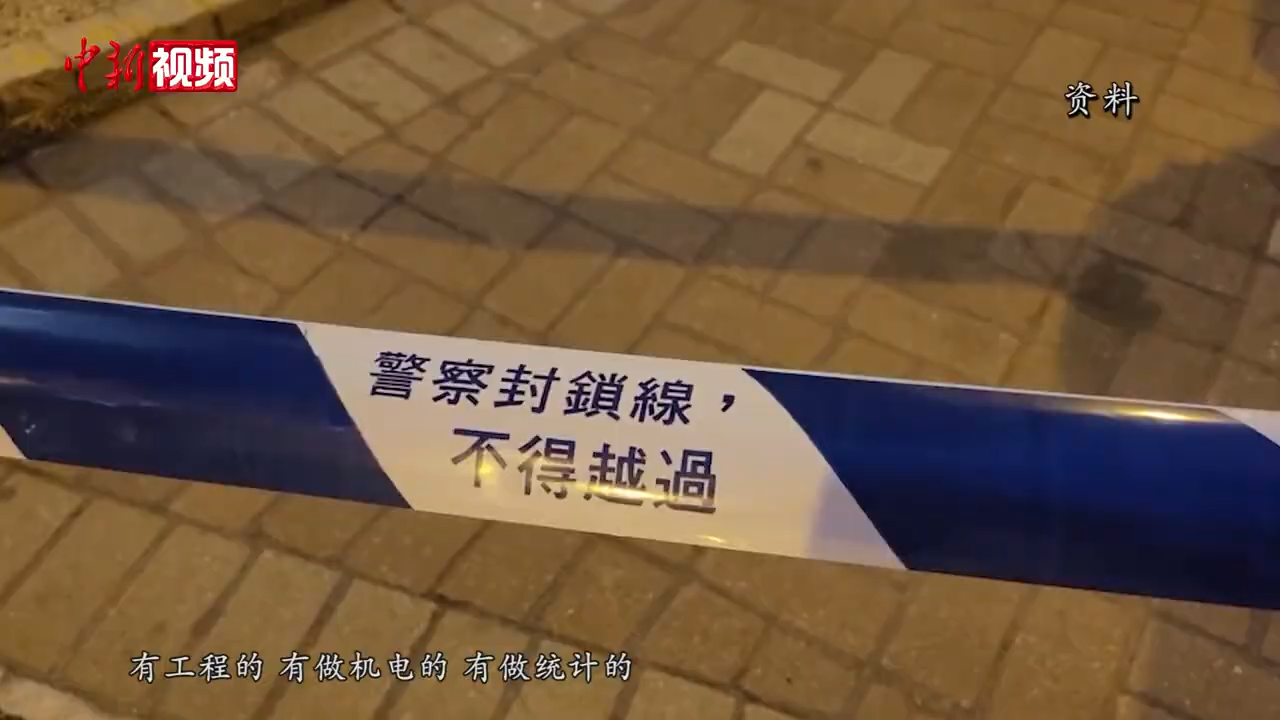 中新视频
资料
警察封鎖線，
不得越過
有工程的 有做机电的 有做统计的